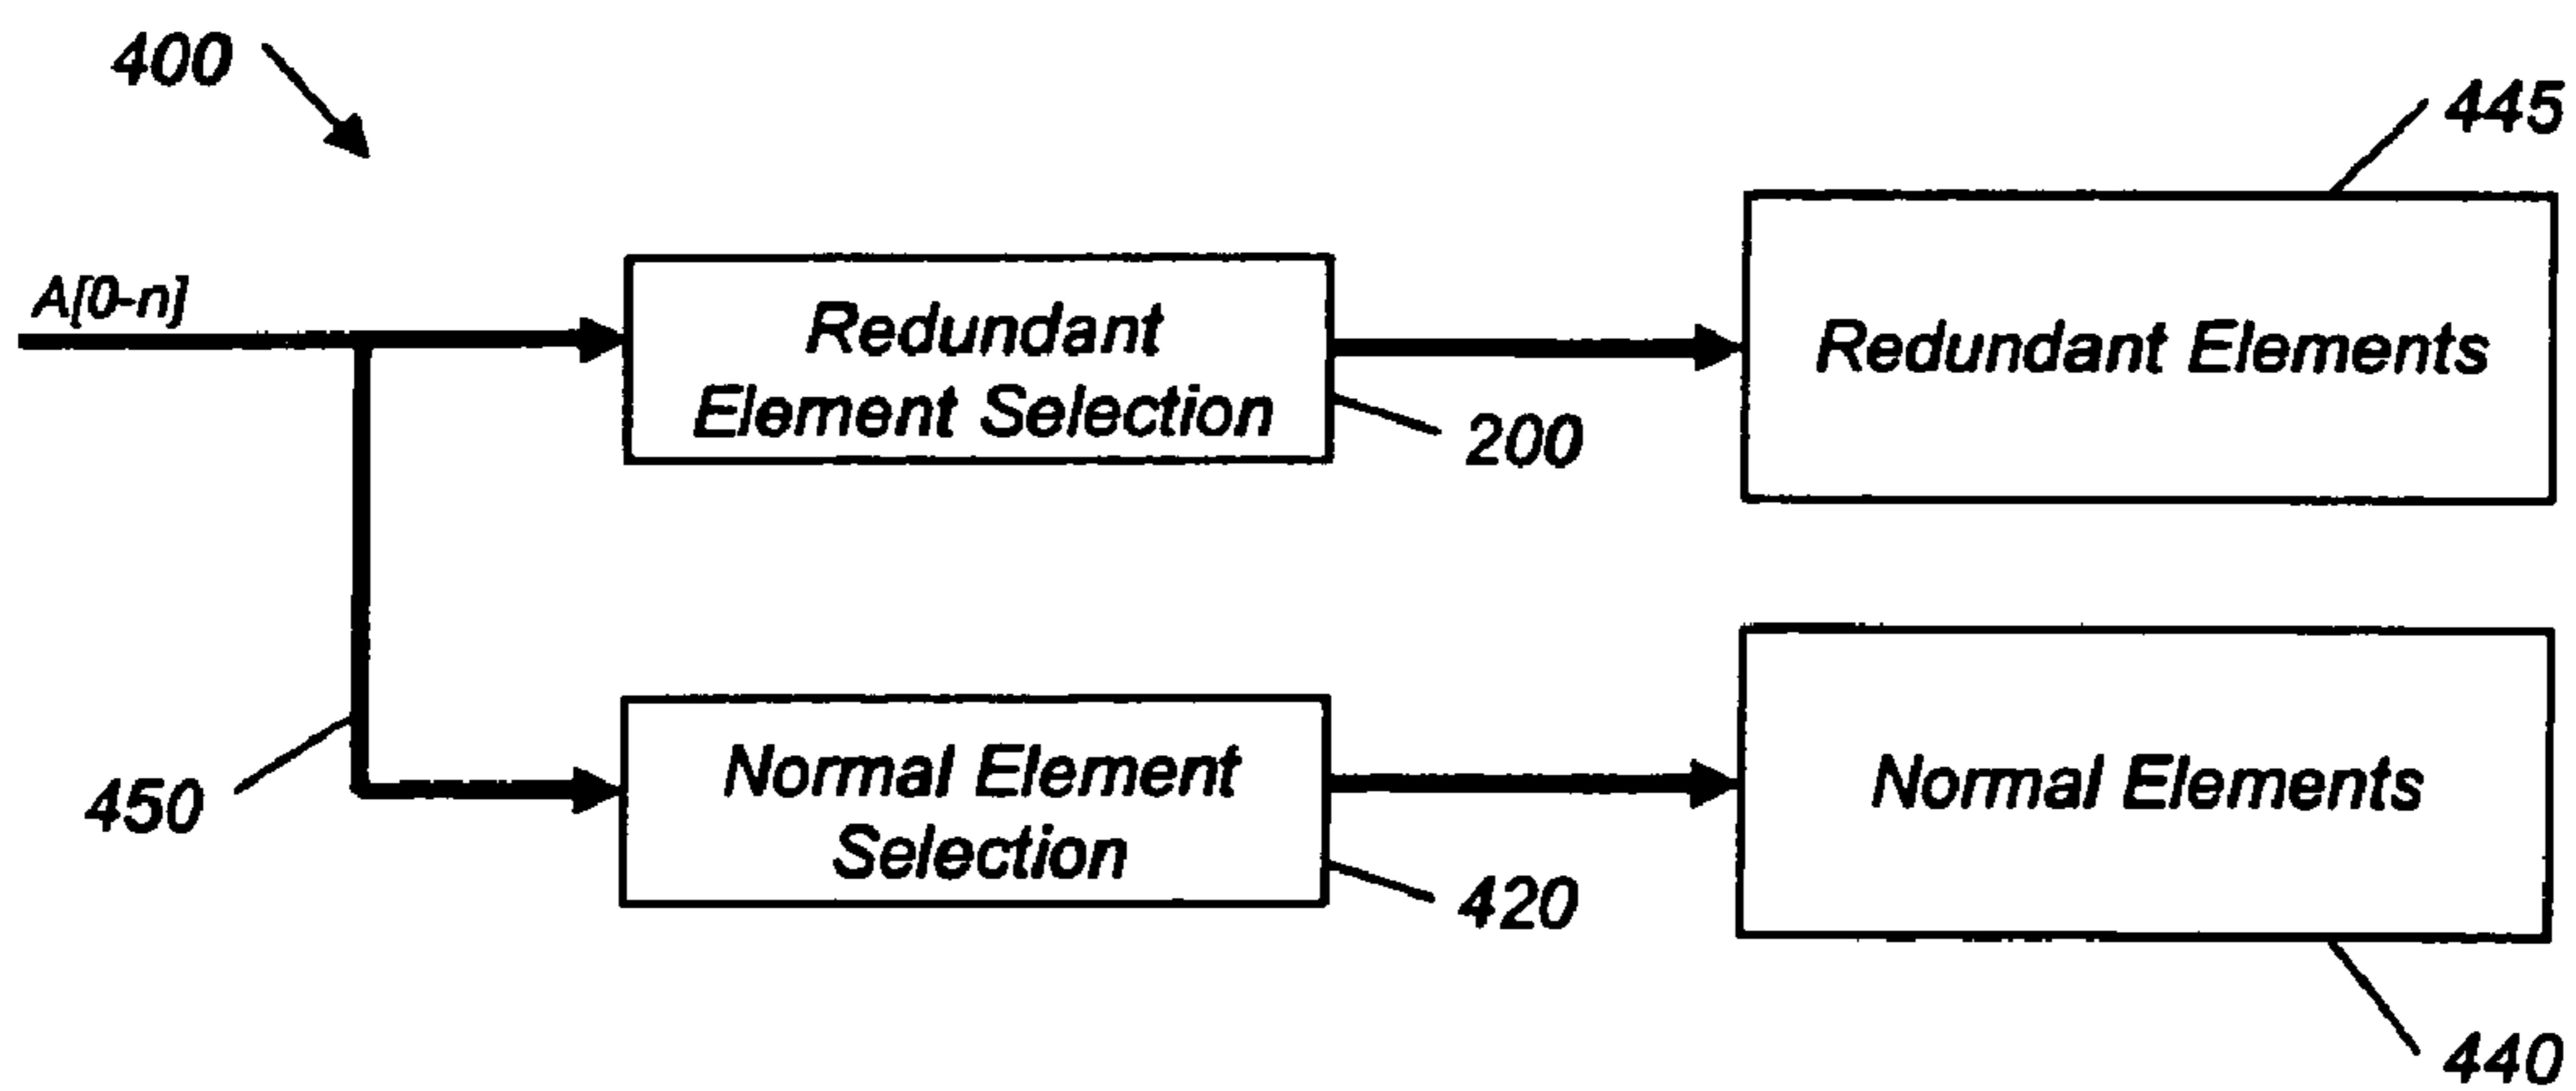 400
445
A[0-n]
Redundant
Element Selection
200
Redundant Elements
450
Normal Element
Selection
420
Normal Elements
440